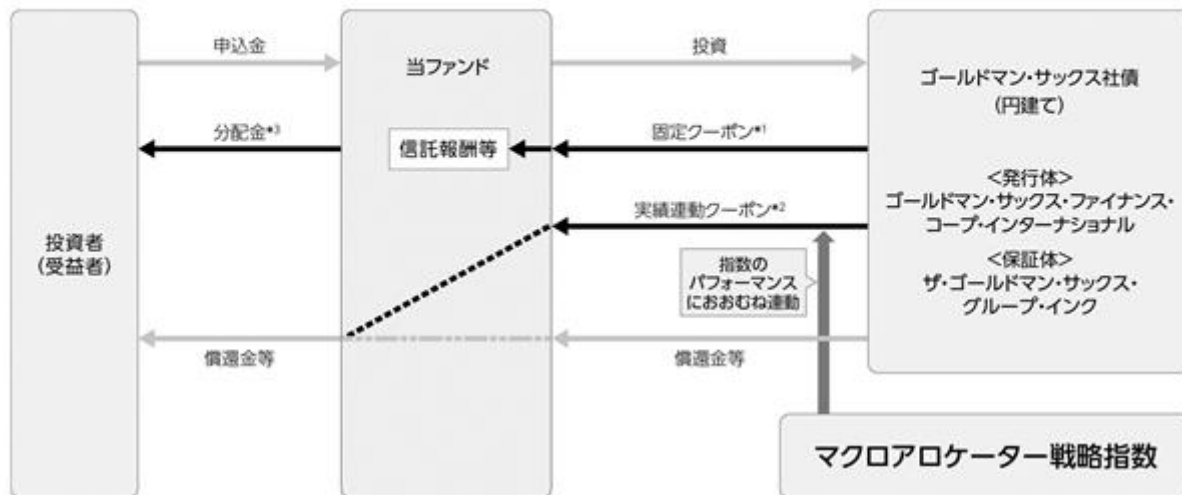 申込金
投資
当ファンド
ゴールドマン・サックス社債
(円建て)
分配金*3
信託報酬等
固定クーポン*1
<発行体>
ゴールドマン・サックス・ファイナンス・
コープ・インターナショナル
実績連動クーポン*2
投資者
(受益者)
指数の
パフォーマンス
におおむね連動
<保証体>
ザ・ゴールドマン・サックス・
グループ・インク
償還金等
償還金等
マクロアロケーター戦略指数